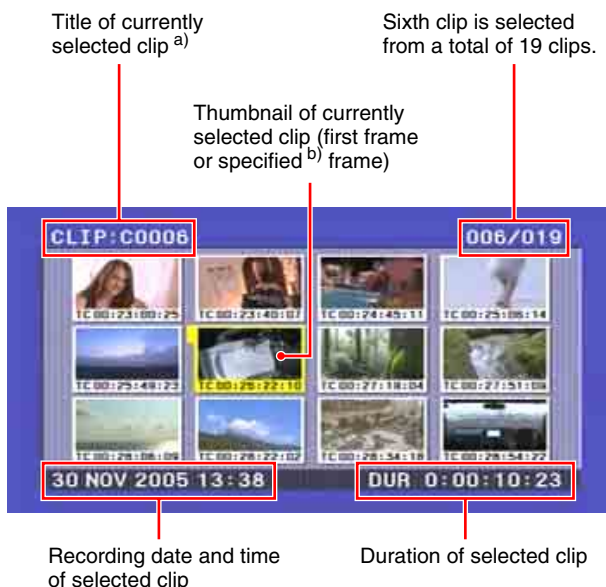 Title of currently
selected clip a)
Sixth clip is selected
from a total of 19 clips.
Thumbnail of currently
selected clip (first frame
or specified b) frame)
CLIP:C0006
006/019
TC 00:23:00:25
TC 00:23:40:07
TC 00:24:45:11
TC 00:25:06:14
TC 00:25:49:23
TC 00:26:22:10
TC 00:27:18:04
TC 00:27:51:09
TC 00:28:06:09
TC 00:28:22:02
TC 00:28:34:18
TC 00:28:54:22
30 NOV 2005 13:38
DUR 0:00:10:23
Recording date and time
of selected clip
Duration of selected clip